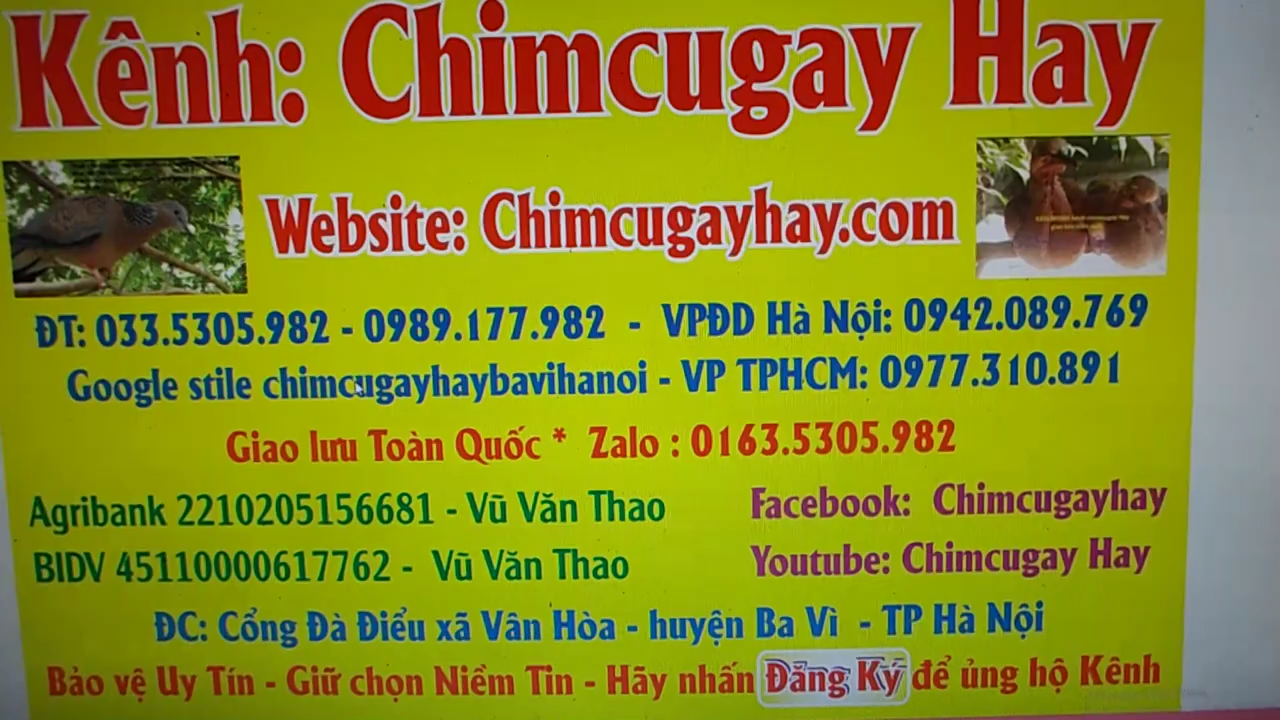 Kênh: Chimcugay Hay
Website: Chimcugayhay.com
ĐT: 033.5305.982 - 0989.177.982 - VPĐD Hà Nội: 0942.089.769
Google stile chimcugayhaybavihanoi - VP TPHCM: 0977.310.891
Giao lưu Toàn Quốc * Zalo : 0163.5305.982
Agribank 2210205156681 - Vũ Văn Thao
Facebook: Chimcugayhay
BIDV 45110000617762 - Vũ Văn Thao
Youtube: Chimcugay Hay
ĐC: Cổng Đà Điểu xã Vân Hòa - huyện Ba Vì - TP Hà Nội
Bảo vệ Uy Tín - Giữ chọn Niềm Tin - Hãy nhấn Đăng Ký để ủng hộ Kênh